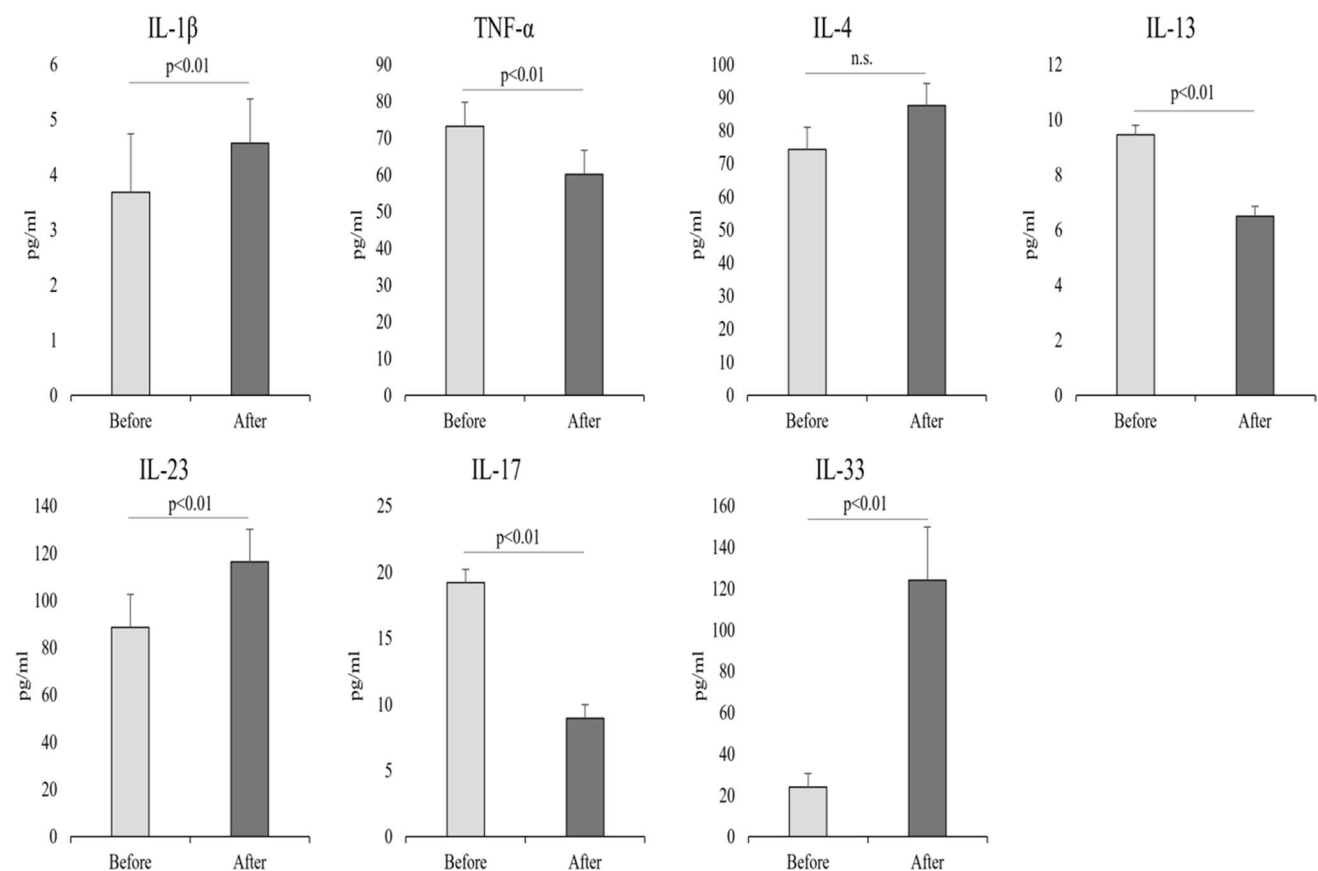 IL-1β
p<0.01
6
5
4
3
2
1
0
pg/ml
Before After
TNF-α
p<0.01
90
80
70
60
50
40
30
20
10
0
pg/ml
Before After
IL-4
n.s.
100
90
80
70
60
50
40
30
20
10
0
pg/ml
Before After
IL-13
p<0.01
12
10
8
6
4
2
0
pg/ml
Before After
IL-23
p<0.01
140
120
100
80
60
40
20
0
pg/ml
Before After
IL-17
p<0.01
25
20
15
10
5
0
pg/ml
Before After
IL-33
p<0.01
160
140
120
100
80
60
40
20
0
pg/ml
Before After